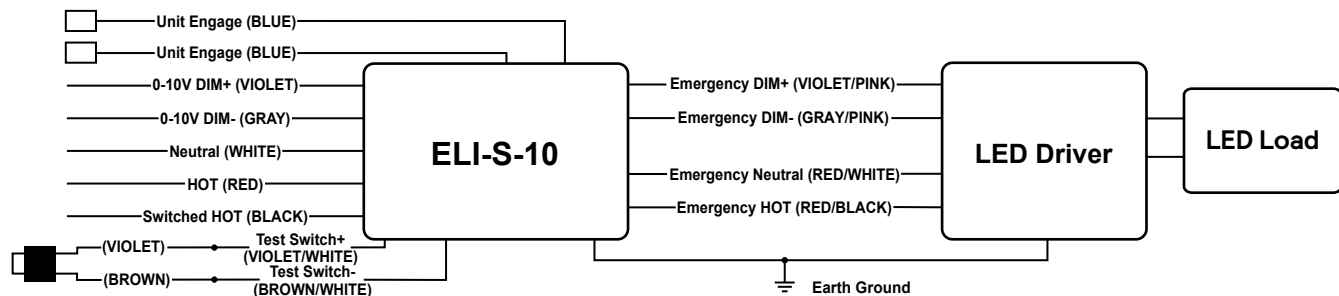 Unit Engage (BLUE)
Unit Engage (BLUE)
0-10V DIM+ (VIOLET)
0-10V DIM- (GRAY)
Neutral (WHITE)
HOT (RED)
Switched HOT (BLACK)
(VIOLET)
Test Switch+
(VIOLET/WHITE)
(BROWN)
Test Switch-
(BROWN/WHITE)
ELI-S-10
Emergency DIM+ (VIOLET/PINK)
Emergency DIM- (GRAY/PINK)
Emergency Neutral (RED/WHITE)
Emergency HOT (RED/BLACK)
Earth Ground
LED Driver
LED Load